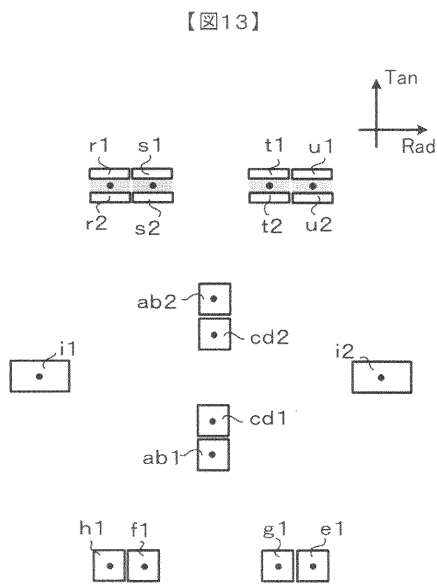 【図13】
Tan
Rad
r1 s1 t1 u1
r2 s2 t2 u2
ab2
cd2
i1 i2
cd1
ab1
h1 f1 g1 e1